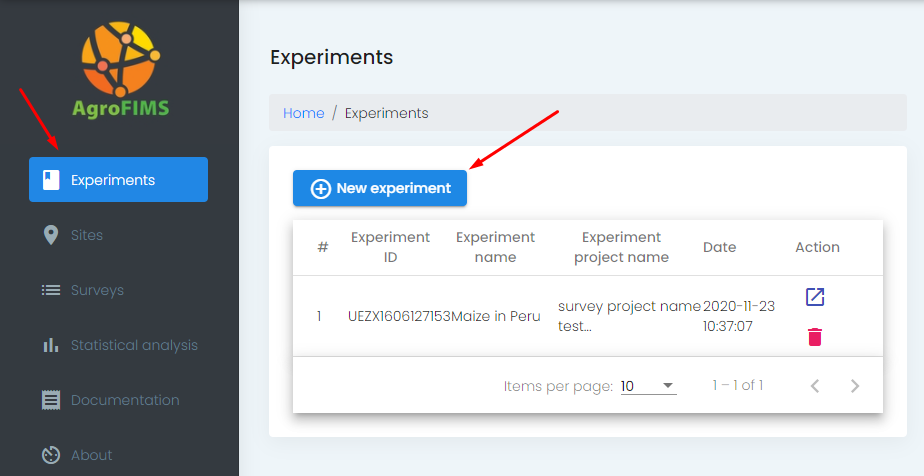 AgroFIMS
Experiments
Sites
Surveys
Statistical analysis
Documentation
About
Experiments
Home / Experiments
New experiment
# Experiment ID Experiment name Experiment project name Date Action
1 UEZX1606127153 Maize in Peru survey project name test... 2020-11-23 10:37:07
Items per page: 10 1 – 1 of 1